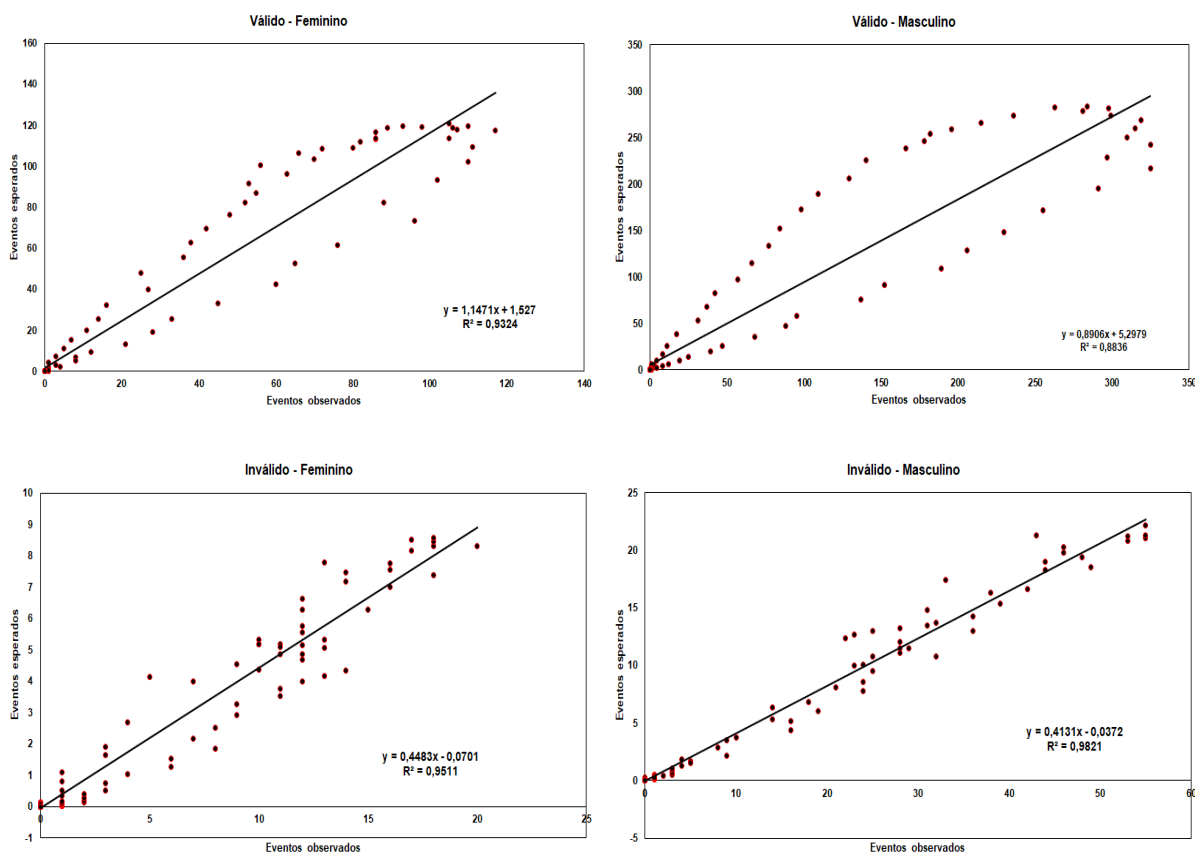 Válido - Feminino
160
140
120
100
80
60
40
20
0
Eventos esperados
y = 1,1471x + 1,527
R² = 0,9324
0 20 40 60 80 100 120 140
Eventos observados
Válido - Masculino
350
300
250
200
150
100
50
0
Eventos esperados
y = 0,8906x + 5,2979
R² = 0,8836
0 50 100 150 200 250 300 350
Eventos observados
Inválido - Feminino
10
9
8
7
6
5
4
3
2
1
0
-1
Eventos esperados
y = 0,4483x - 0,0701
R² = 0,9511
0 5 10 15 20 25
Eventos observados
Inválido - Masculino
25
20
15
10
5
0
-5
Eventos esperados
y = 0,4131x - 0,0372
R² = 0,9821
0 10 20 30 40 50 60
Eventos observados